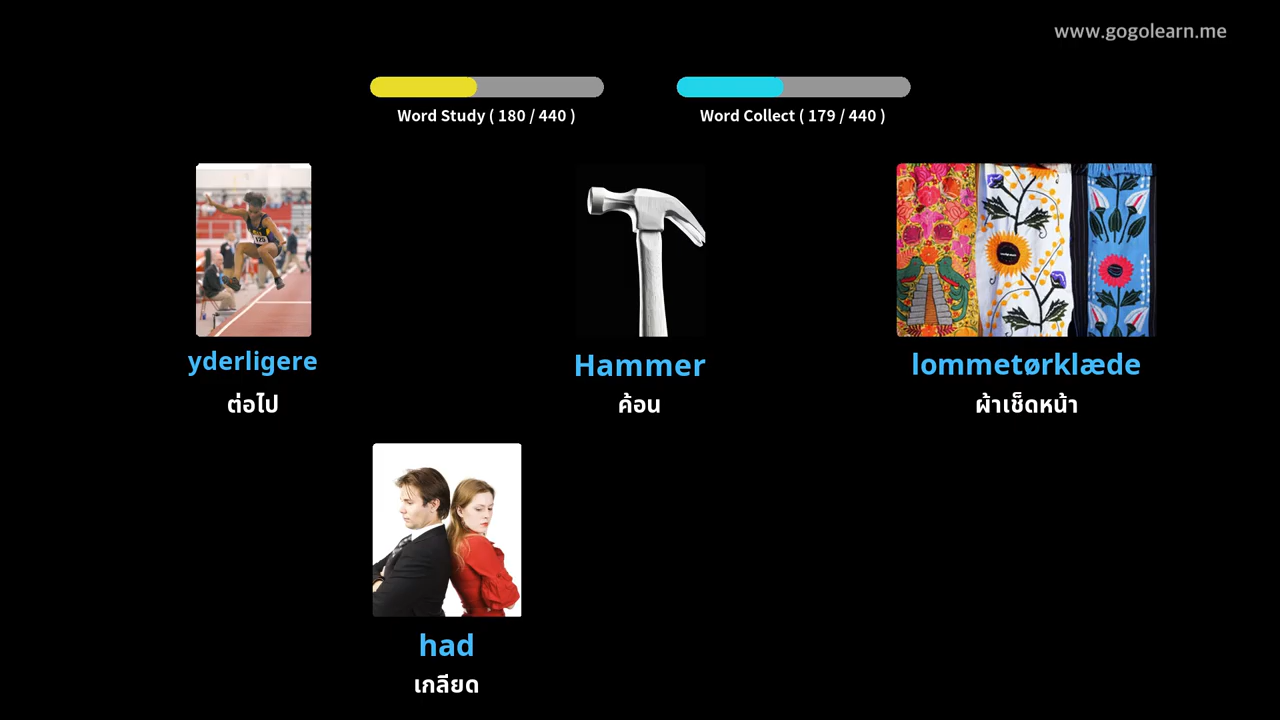 www.gogolearn.me
Word Study ( 180 / 440 )
Word Collect ( 179 / 440 )
yderligere
Hammer
lommetørklæde
ต่อไป
ค้อน
ผ้าเช็ดหน้า
had
เกลียด